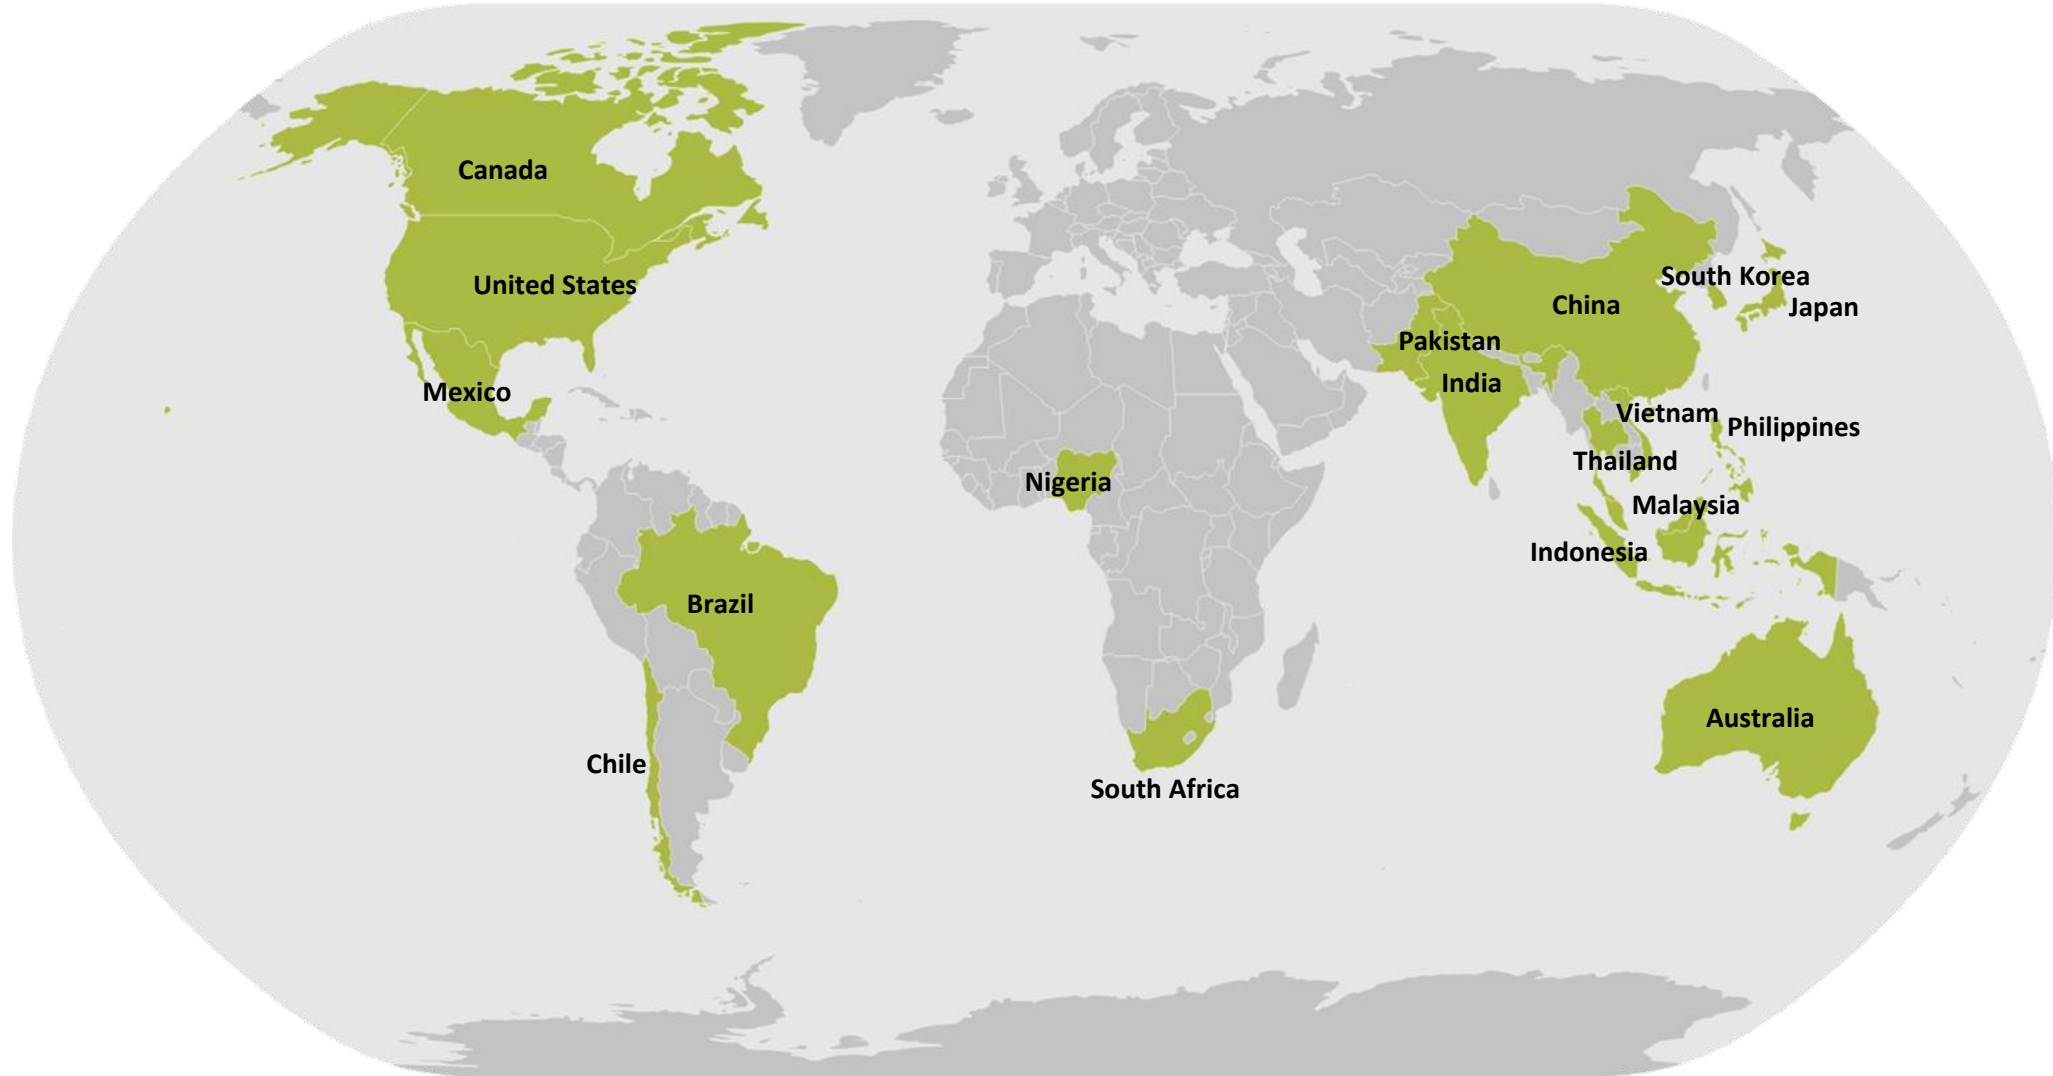 Canada
United States
Mexico
Brazil
Chile
Nigeria
South Africa
South Korea
China
Japan
Pakistan
India
Vietnam
Philippines
Thailand
Malaysia
Indonesia
Australia